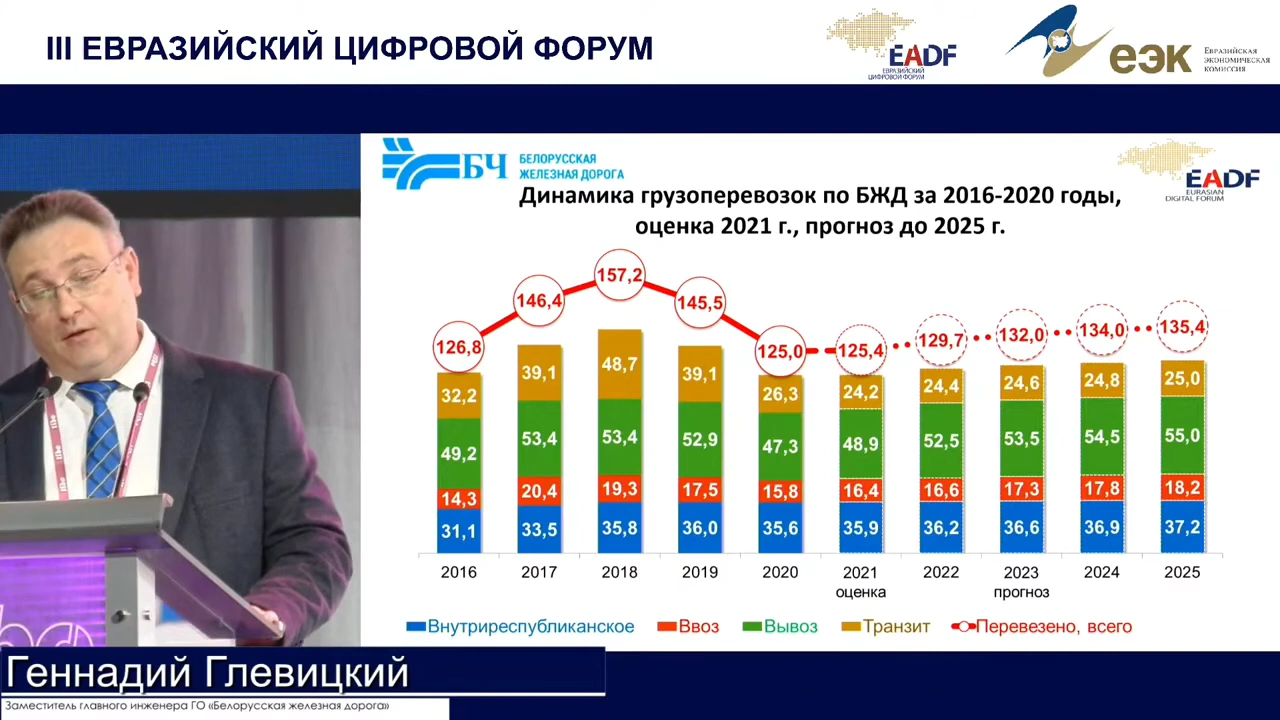 III ЕВРАЗИЙСКИЙ ЦИФРОВОЙ ФОРУМ
EADF
ЕВРАЗИЙСКИЙ
ЦИФРОВОЙ ФОРУМ
ЕЭК
ЕВРАЗИЙСКАЯ
ЭКОНОМИЧЕСКАЯ
КОМИССИЯ
БЧ
БЕЛОРУССКАЯ
ЖЕЛЕЗНАЯ ДОРОГА
EADF
EURASIAN
DIGITAL FORUM
Динамика грузоперевозок по БЖД за 2016-2020 годы,
оценка 2021 г., прогноз до 2025 г.
126,8 146,4 157,2 145,5 125,0 125,4 129,7 132,0 134,0 135,4
32,2 39,1 48,7 39,1 26,3 24,2 24,4 24,6 24,8 25,0
49,2 53,4 53,4 52,9 47,3 48,9 52,5 53,5 54,5 55,0
14,3 20,4 19,3 17,5 15,8 16,4 16,6 17,3 17,8 18,2
31,1 33,5 35,8 36,0 35,6 35,9 36,2 36,6 36,9 37,2
2016 2017 2018 2019 2020 2021 2022 2023 2024 2025
оценка прогноз
Внутриреспубликанское Ввоз Вывоз Транзит Перевезено, всего
Геннадий Глевицкий
Заместитель главного инженера ГО «Белорусская железная дорога»